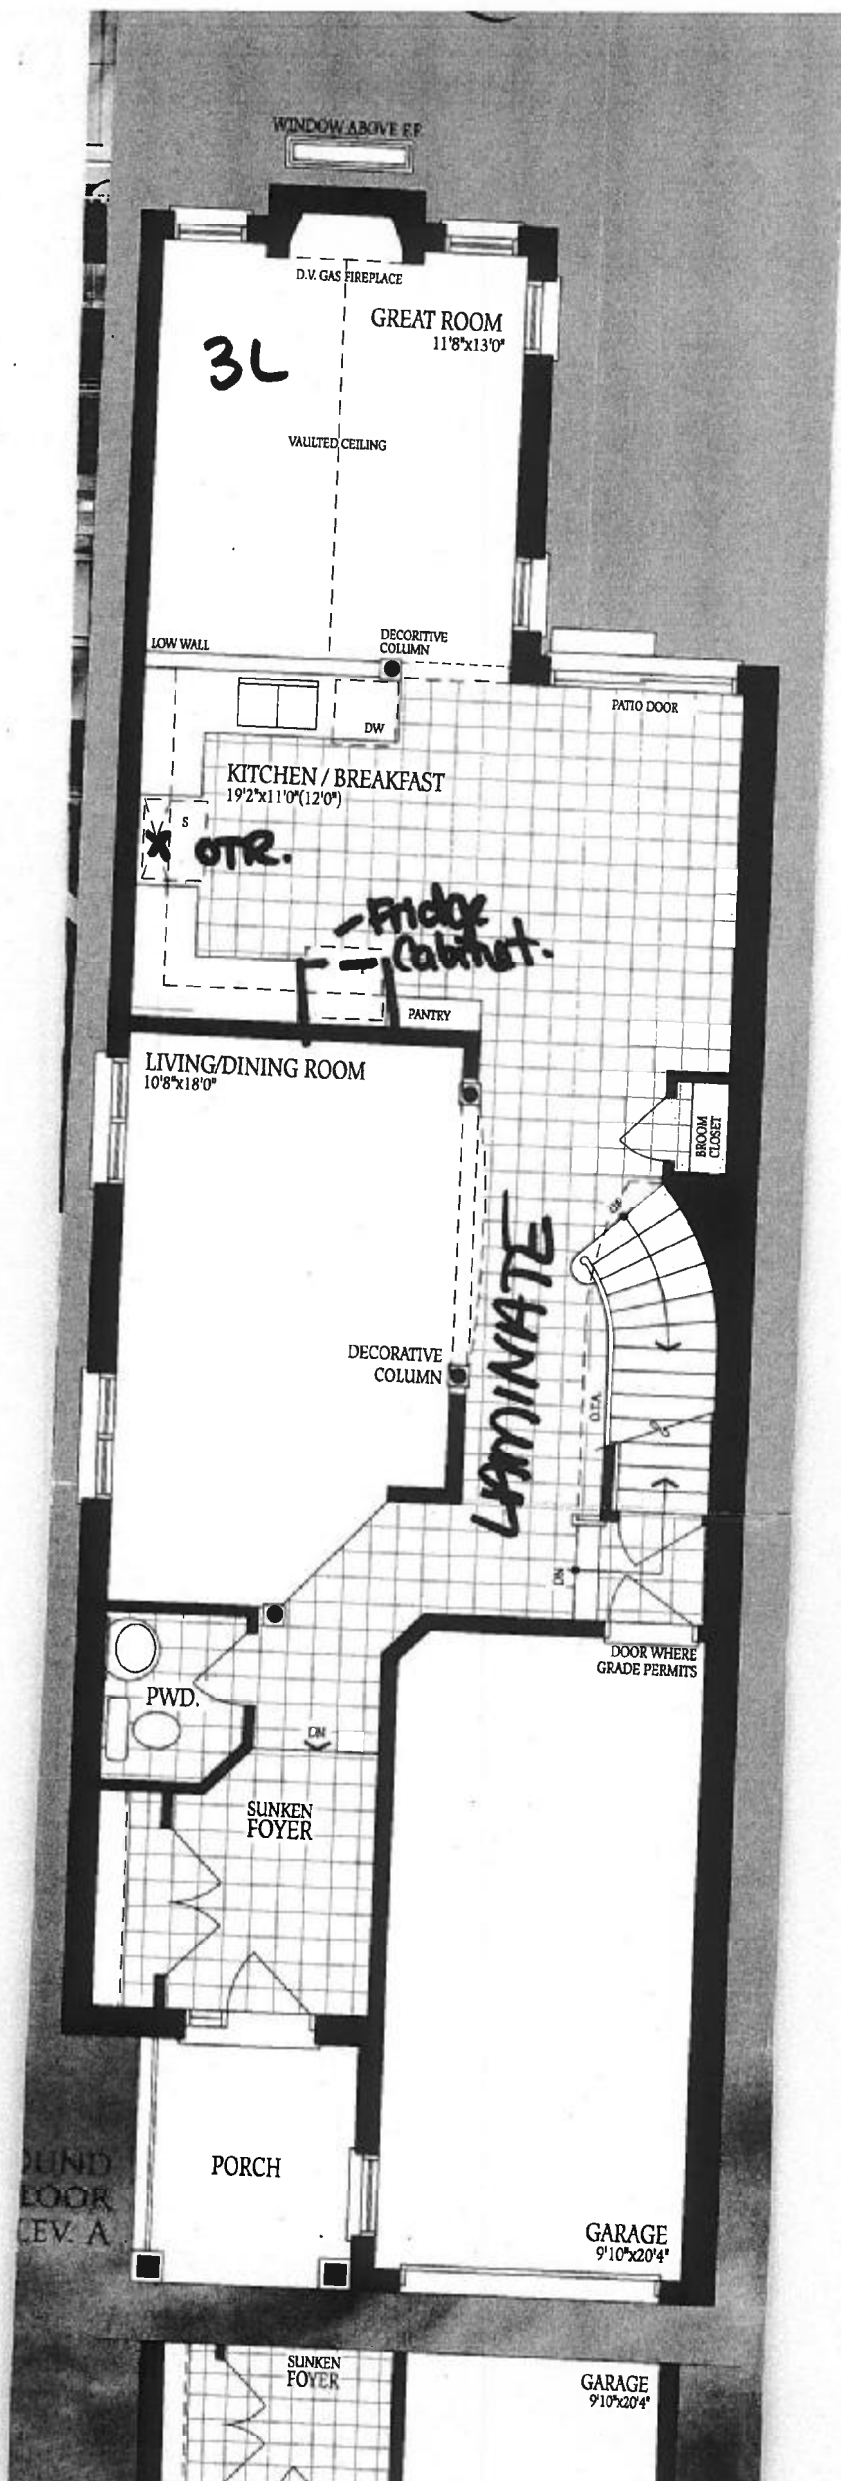 WINDOW ABOVE F.P.
D.V. GAS FIREPLACE
GREAT ROOM
11'8"x13'0"
3L
VAULTED CEILING
LOW WALL
DECORITIVE
COLUMN
PATIO DOOR
DW
KITCHEN / BREAKFAST
19'2"x11'0"(12'0")
S
OTR.
- Fridge
Cabinet.
PANTRY
LIVING/DINING ROOM
10'8"x18'0"
BROOM
CLOSET
LAMINATE
DECORATIVE
COLUMN
O.T.A.
DN
DOOR WHERE
GRADE PERMITS
PWD.
DN
SUNKEN
FOYER
PORCH
GARAGE
9'10"x20'4"
OUND
LOOR
LEV. A
SUNKEN
FOYER
GARAGE
9'10"x20'4"